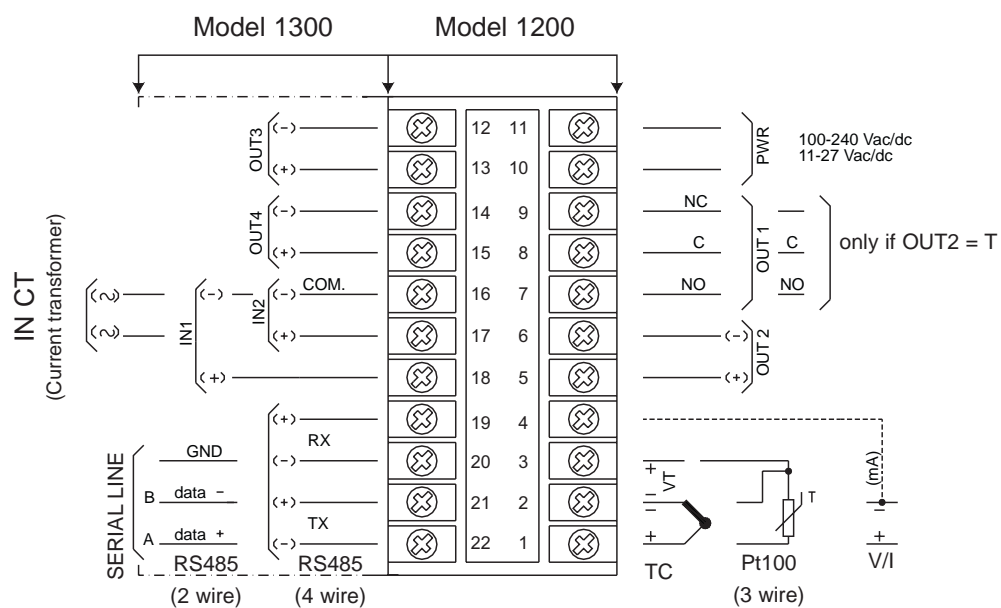 Model 1300 Model 1200
OUT3
(-)
(+)
OUT4
(-)
(+)
IN CT
(Current transformer)
(~)
(~)
IN1
(-)
(+)
IN2
(-) COM.
(+)
SERIAL LINE
GND
B data -
A data +
RS485
(2 wire)
(+)
RX
(-)
(+)
TX
(-)
RS485
(4 wire)
12 11
13 10
14 9
15 8
16 7
17 6
18 5
19 4
20 3
21 2
22 1
PWR
100-240 Vac/dc
11-27 Vac/dc
NC
C
NO
OUT 1
C
NO
only if OUT2 = T
(-)
(+)
OUT 2
+
VT
-
-
+
TC
T
Pt100
(3 wire)
(mA)
-
+
V/I